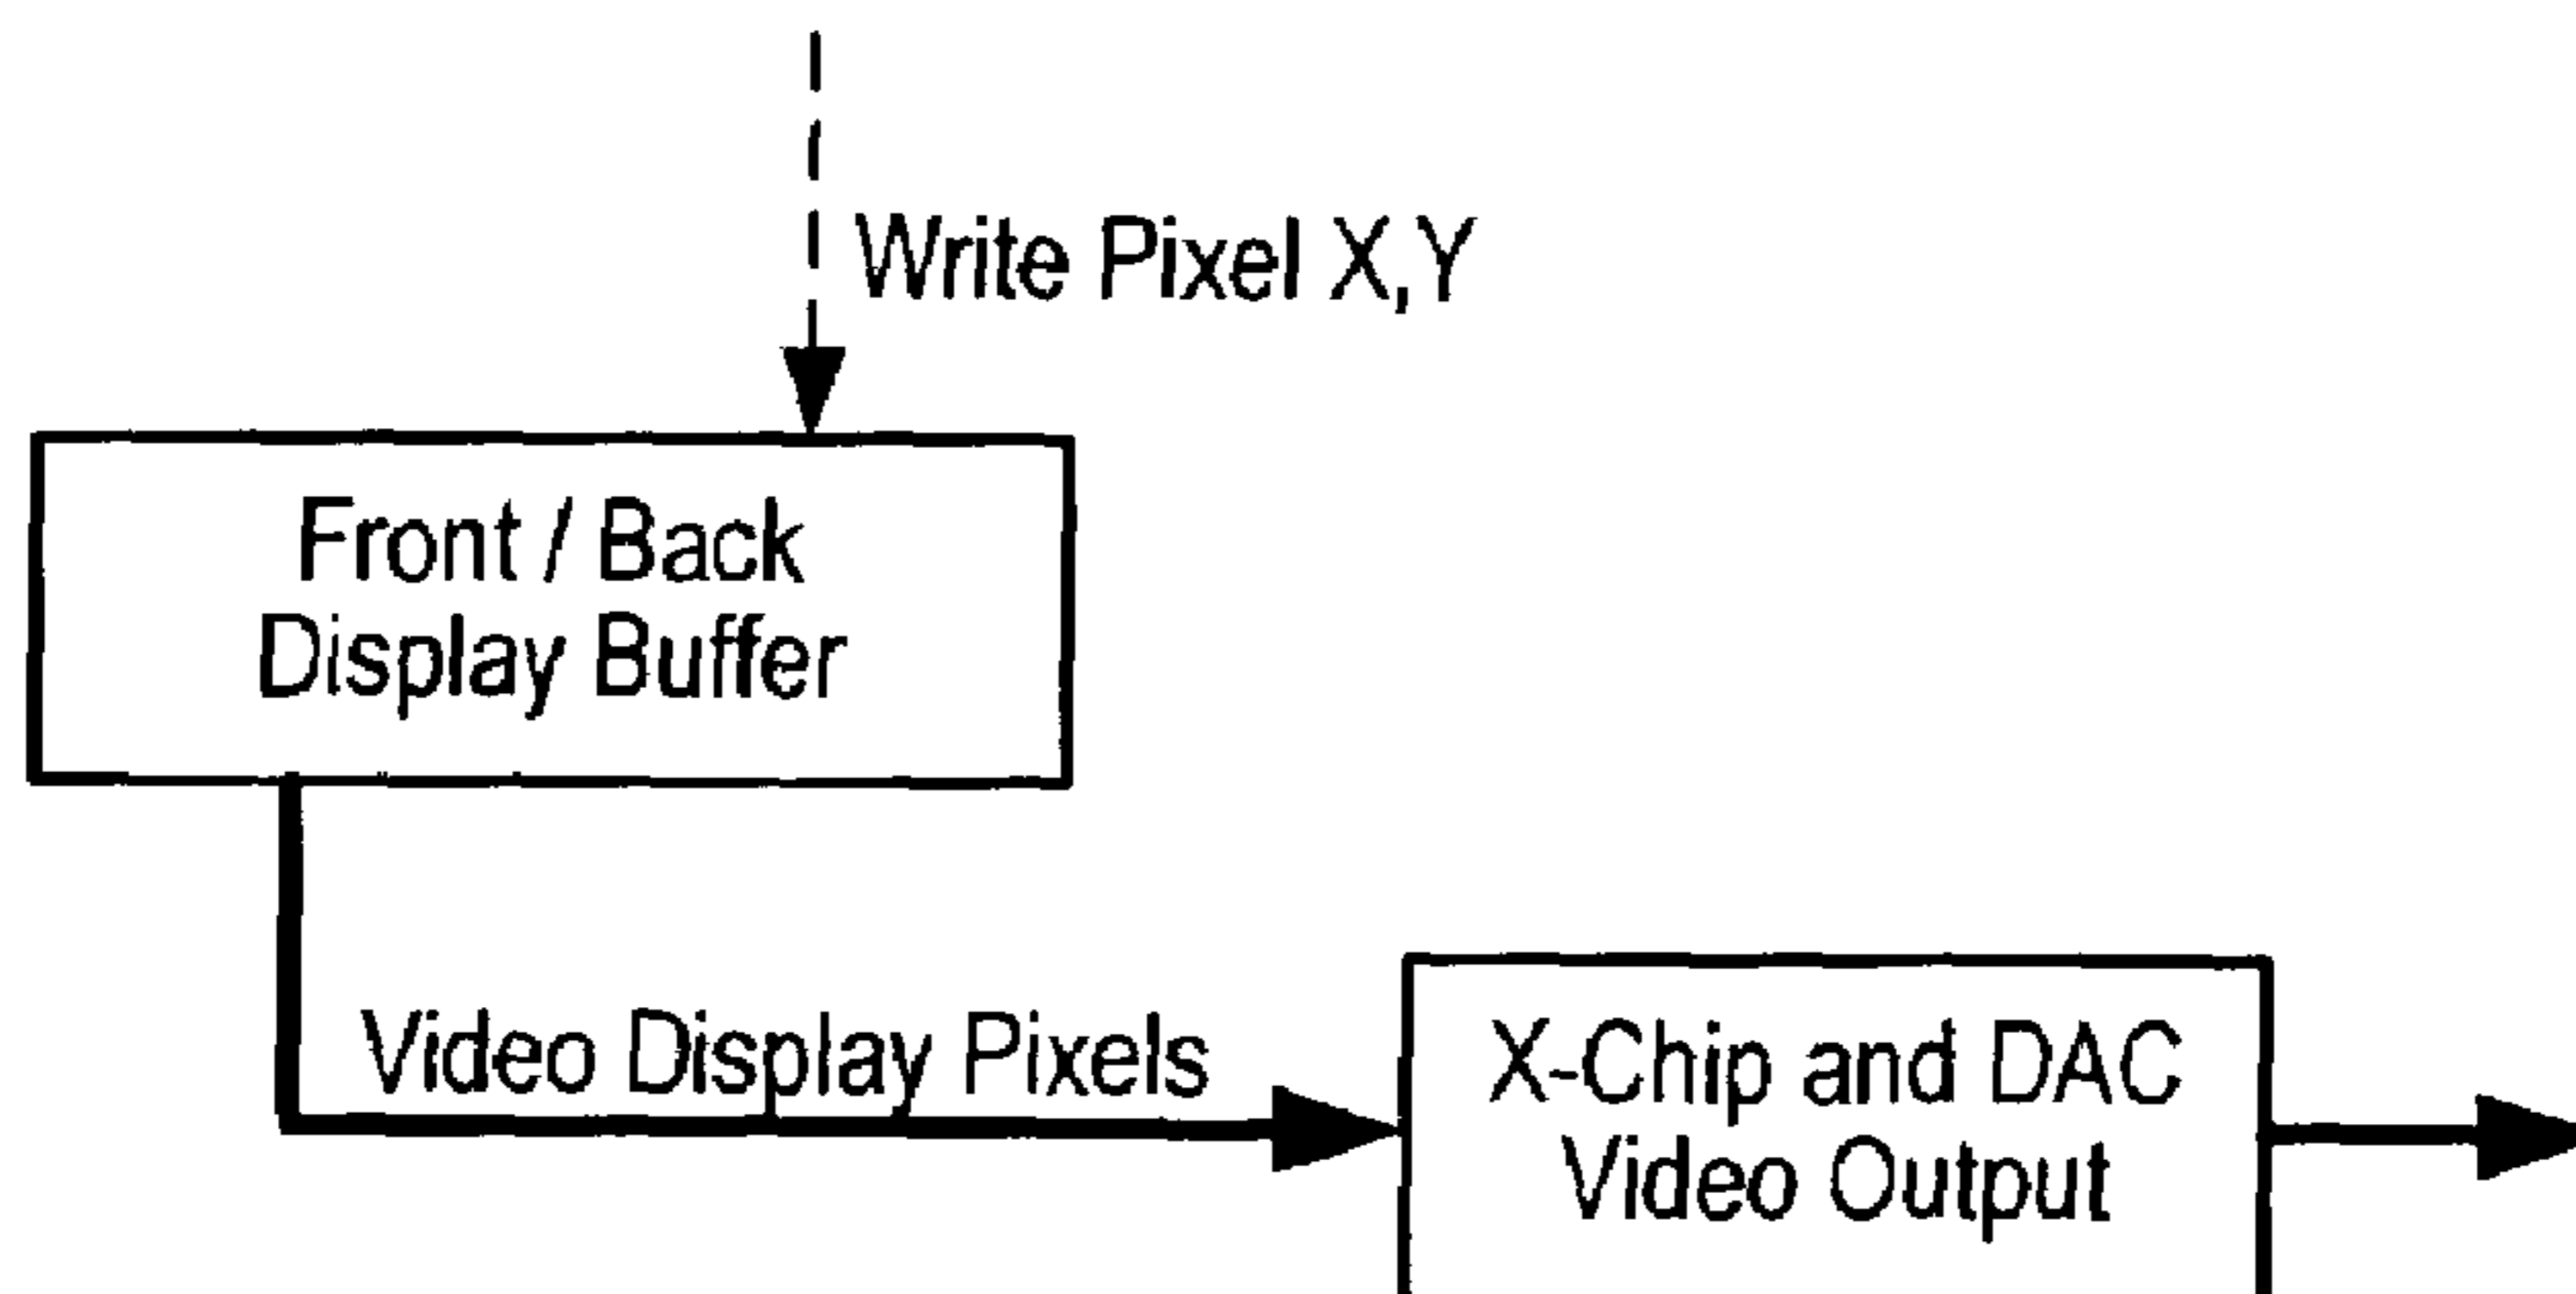 Write Pixel X,Y
Front / Back
Display Buffer
Video Display Pixels
X-Chip and DAC
Video Output